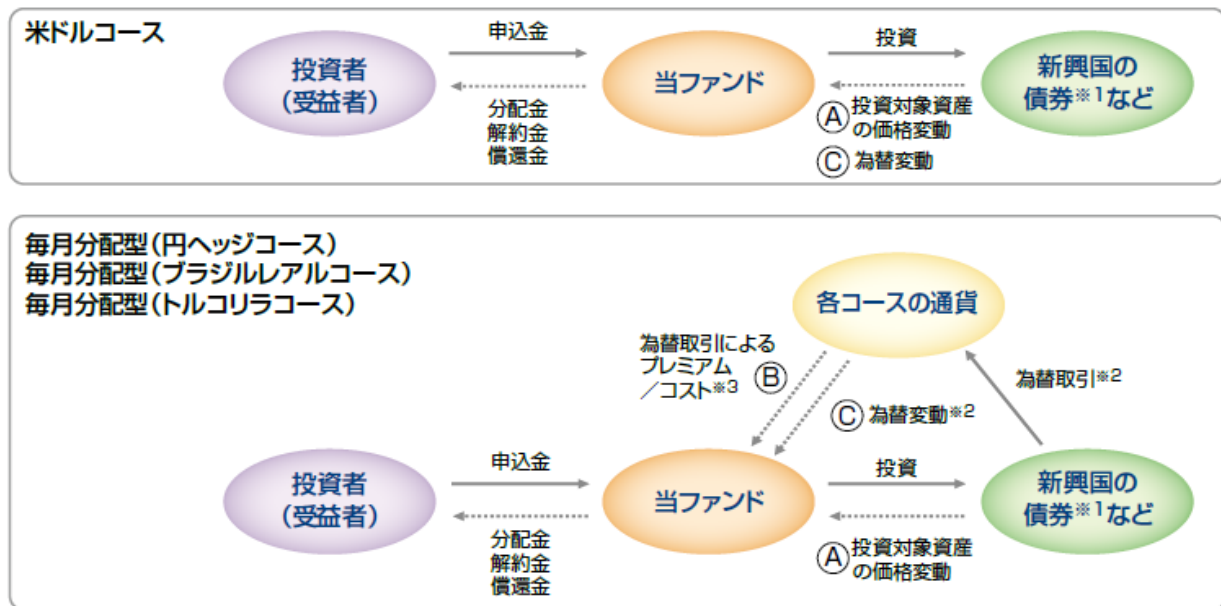 米ドルコース
投資者
（受益者）
申込金
分配金
解約金
償還金
当ファンド
投資
Ⓐ 投資対象資産
の価格変動
Ⓒ 為替変動
新興国の
債券※1など
毎月分配型（円ヘッジコース）
毎月分配型（ブラジルレアルコース）
毎月分配型（トルコリラコース）
各コースの通貨
為替取引による
プレミアム
／コスト※3 Ⓑ
Ⓒ 為替変動※2
為替取引※2
投資者
（受益者）
申込金
分配金
解約金
償還金
当ファンド
投資
Ⓐ 投資対象資産
の価格変動
新興国の
債券※1など